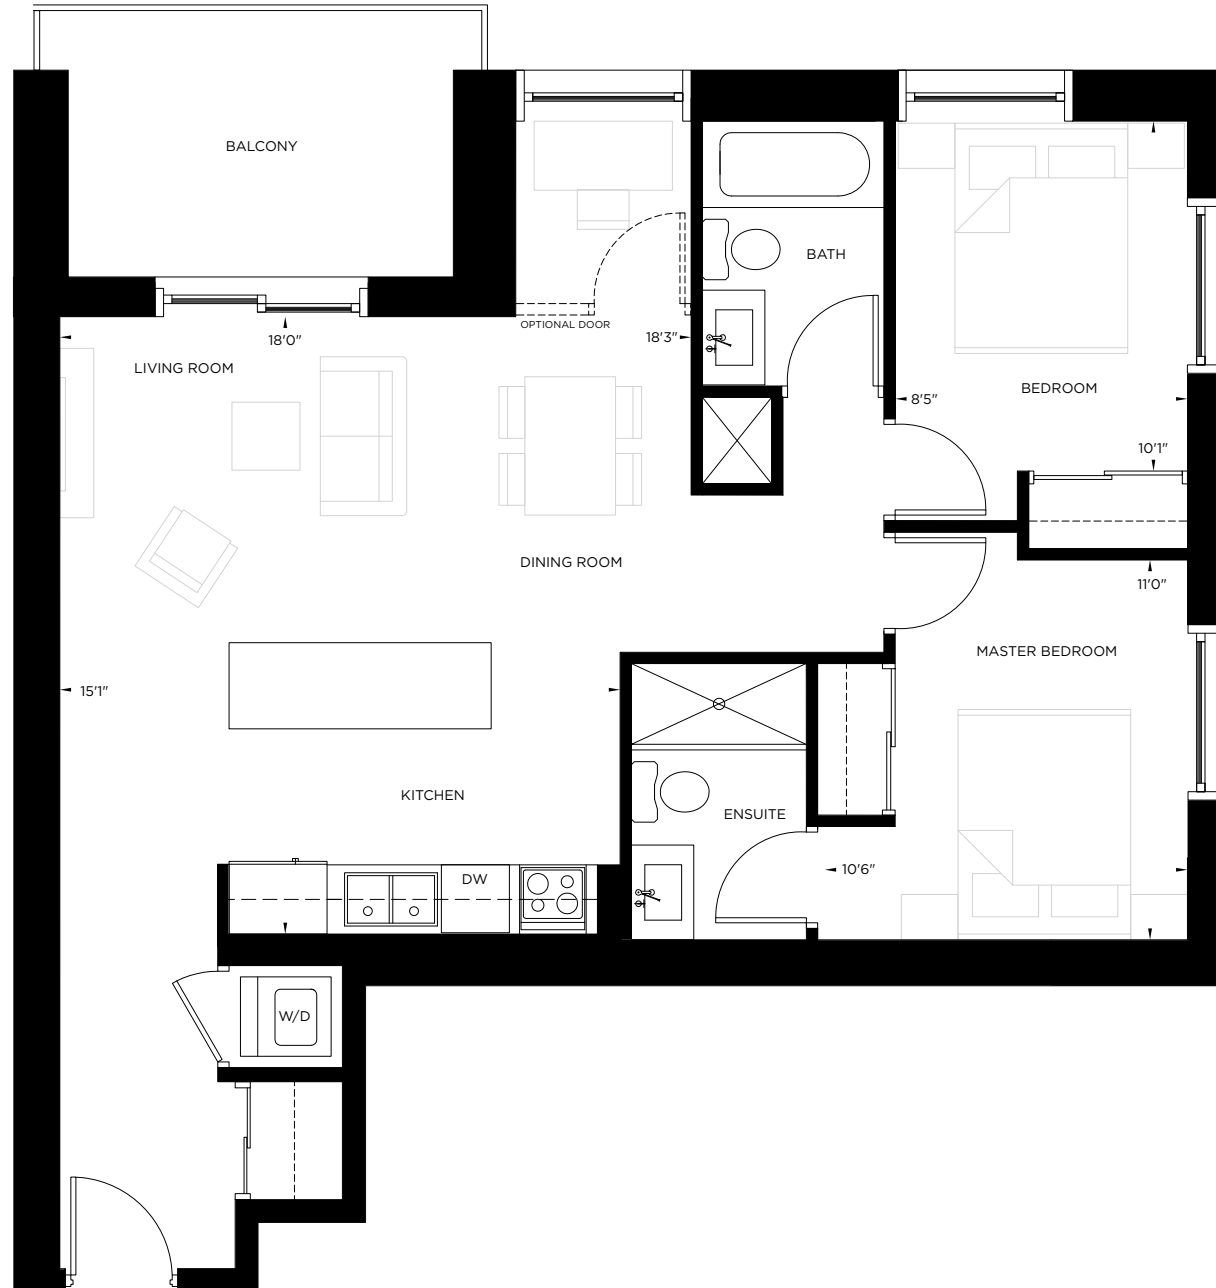 BALCONY
BATH
OPTIONAL DOOR
18'0"
18'3"
LIVING ROOM
BEDROOM
8'5"
10'1"
DINING ROOM
11'0"
MASTER BEDROOM
15'1"
KITCHEN
ENSUITE
DW
10'6"
W/D